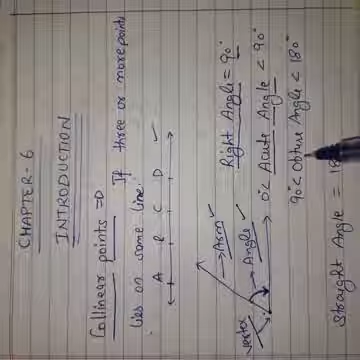 CHAPTER-6
INTRODUCTION
Collinear points => If three or more points
lies on same line.
A B C D
Arm
Angle
vertex
Right Angle = 90°
0° < Acute Angle < 90°
90° < Obtuse Angle < 180°
Straight Angle =